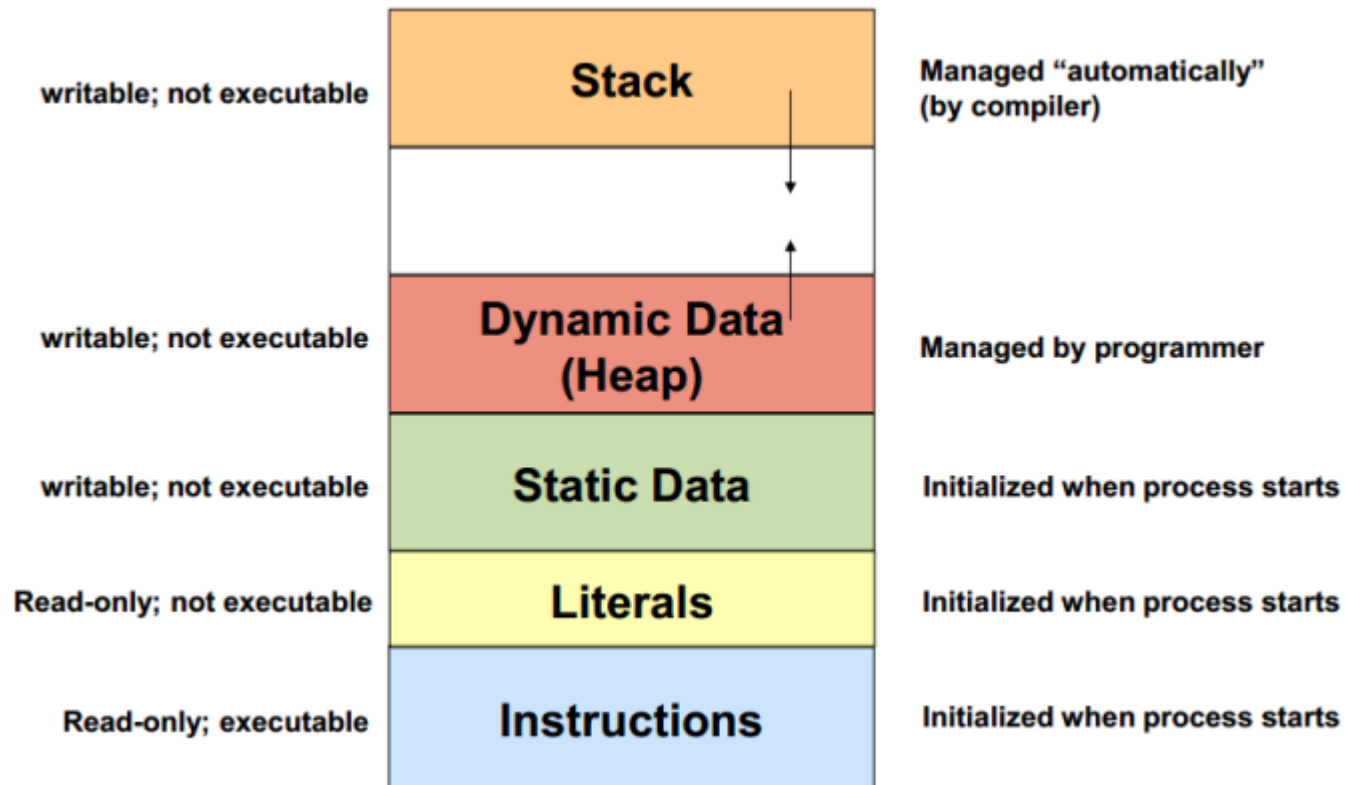 writable; not executable
Stack
Managed “automatically”
(by compiler)
writable; not executable
Dynamic Data
(Heap)
Managed by programmer
writable; not executable
Static Data
Initialized when process starts
Read-only; not executable
Literals
Initialized when process starts
Read-only; executable
Instructions
Initialized when process starts